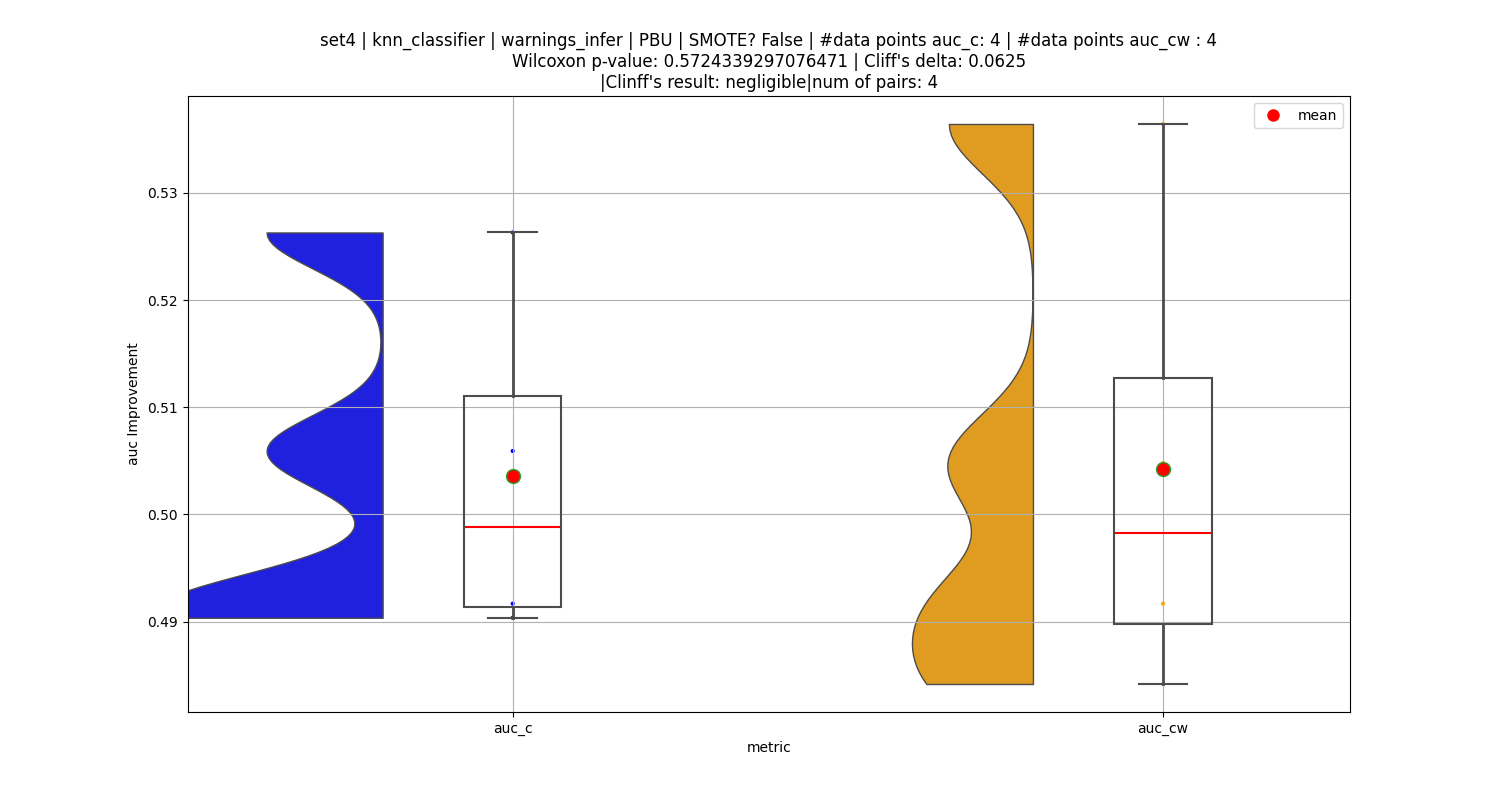 set4 | knn_classifier | warnings_infer | PBU | SMOTE? False | #data points auc_c: 4 | #data points auc_cw : 4
Wilcoxon p-value: 0.5724339297076471 | Cliff's delta: 0.0625
|Clinff's result: negligible|num of pairs: 4
mean
0.53
0.52
0.51
0.50
0.49
auc Improvement
auc_c
auc_cw
metric